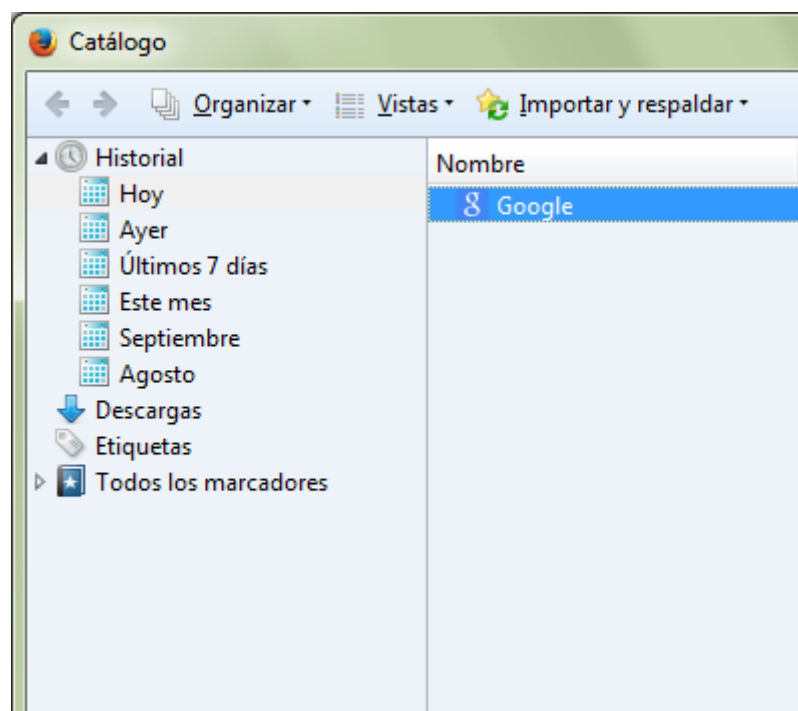 Catálogo
Organizar Vistas Importar y respaldar
Historial
Hoy
Ayer
Últimos 7 días
Este mes
Septiembre
Agosto
Descargas
Etiquetas
Todos los marcadores
Nombre
8 Google